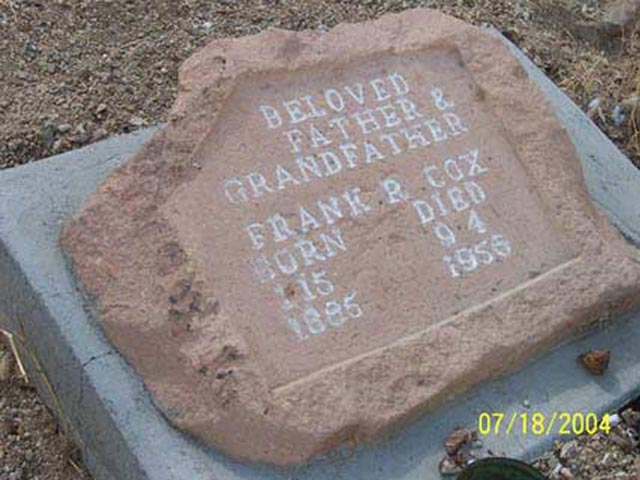 BELOVED
FATHER &
GRANDFATHER
FRANK R COX
BORN DIED
1 15 9 4
1885 1956
07/18/2004